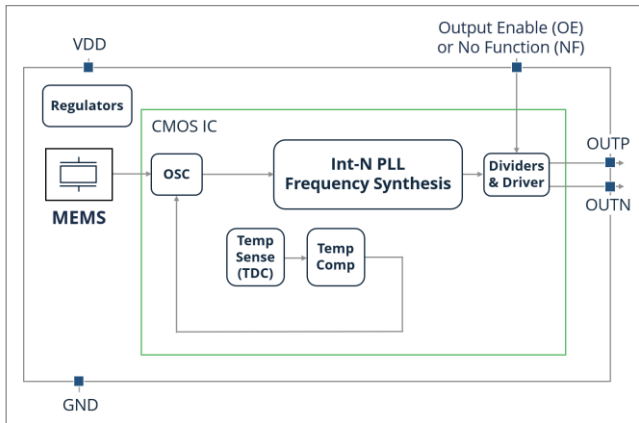 Output Enable (OE)
or No Function (NF)
VDD
Regulators
CMOS IC
OUTP
OSC
Int-N PLL
Frequency Synthesis
Dividers
& Driver
MEMS
OUTN
Temp
Sense
(TDC)
Temp
Comp
GND